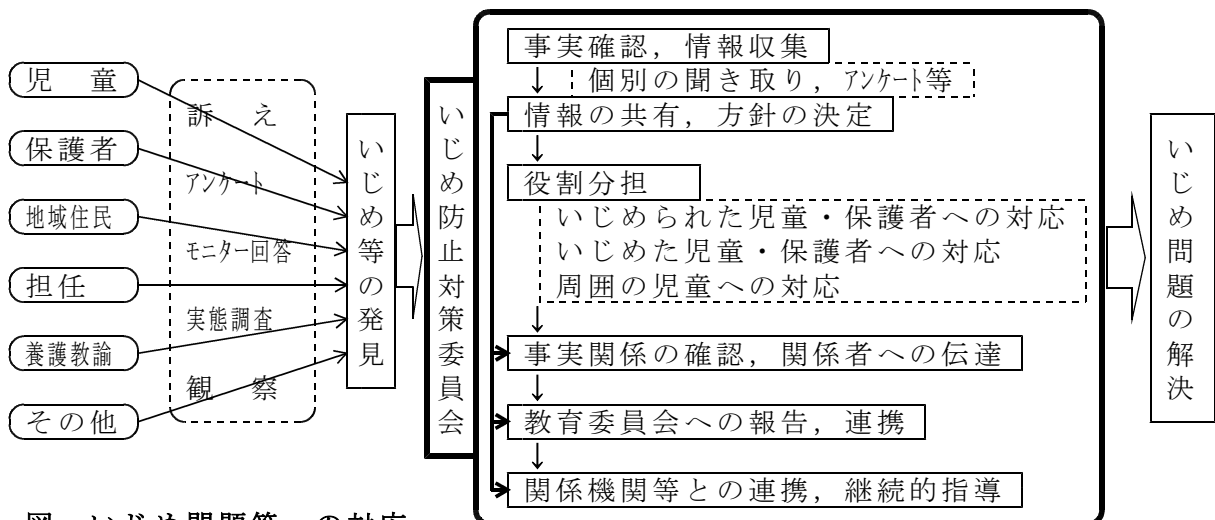 児　童
保護者
地域住民
担任
養護教諭
その他
訴　え
アンケート
モニター回答
実態調査
観　察
いじめ等の発見
いじめ防止対策委員会
事実確認，情報収集
個別の聞き取り，アンケート等
情報の共有，方針の決定
役割分担
いじめられた児童・保護者への対応
いじめた児童・保護者への対応
周囲の児童への対応
事実関係の確認，関係者への伝達
教育委員会への報告，連携
関係機関等との連携，継続的指導
いじめ問題の解決